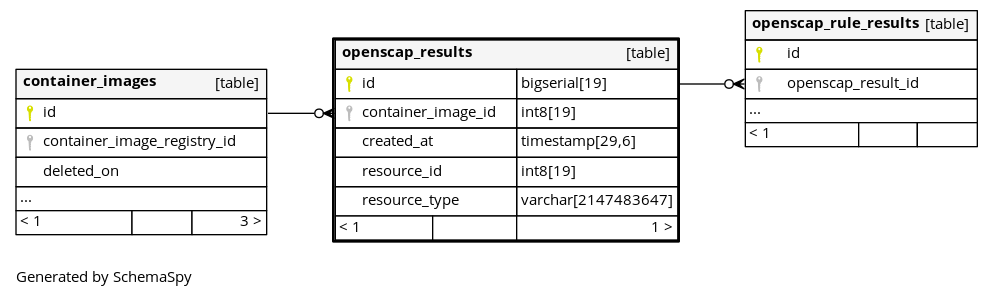 container_images [table]
id
container_image_registry_id
deleted_on
...
< 1 3 >
openscap_results [table]
id bigserial[19]
container_image_id int8[19]
created_at timestamp[29,6]
resource_id int8[19]
resource_type varchar[2147483647]
< 1 1 >
openscap_rule_results [table]
id
openscap_result_id
...
< 1
Generated by SchemaSpy